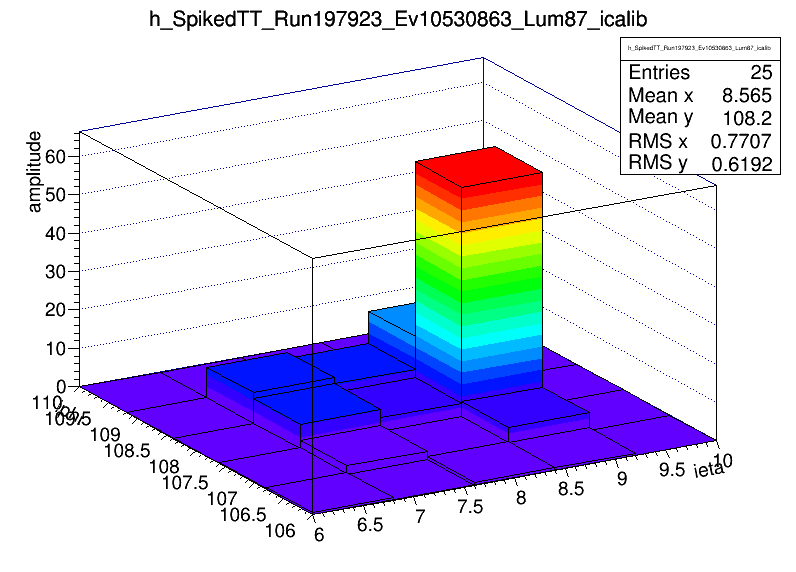 h_SpikedTT_Run197923_Ev10530863_Lum87_icalib
h_SpikedTT_Run197923_Ev10530863_Lum87_icalib
Entries 25
Mean x 8.565
Mean y 108.2
RMS x 0.7707
RMS y 0.6192
amplitude
60
50
40
30
20
10
0
110
109.5
109
108.5
108
107.5
107
106.5
106
6
6.5
7
7.5
8
8.5
9
9.5
10
ieta